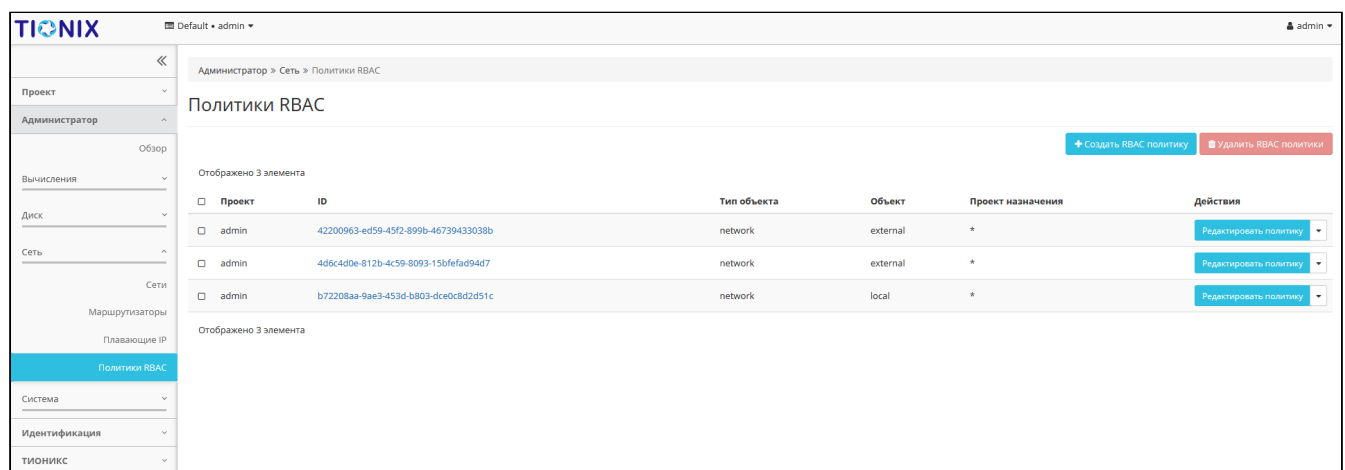 TIONIX
Default • admin
admin
Администратор » Сеть » Политики RBAC
Проект
Администратор
Обзор
Вычисления
Диск
Сеть
Сети
Маршрутизаторы
Плавающие IP
Политики RBAC
Система
Идентификация
ТИОНИКС
Политики RBAC
+ Создать RBAC политику Удалить RBAC политики
Отображено 3 элемента
Проект ID Тип объекта Объект Проект назначения Действия
admin 42200963-ed59-45f2-899b-46739433038b network external * Редактировать политику
admin 4d6c4d0e-812b-4c59-8093-15bfefad94d7 network external * Редактировать политику
admin b72208aa-9ae3-453d-b803-dce0c8d2d51c network local * Редактировать политику
Отображено 3 элемента